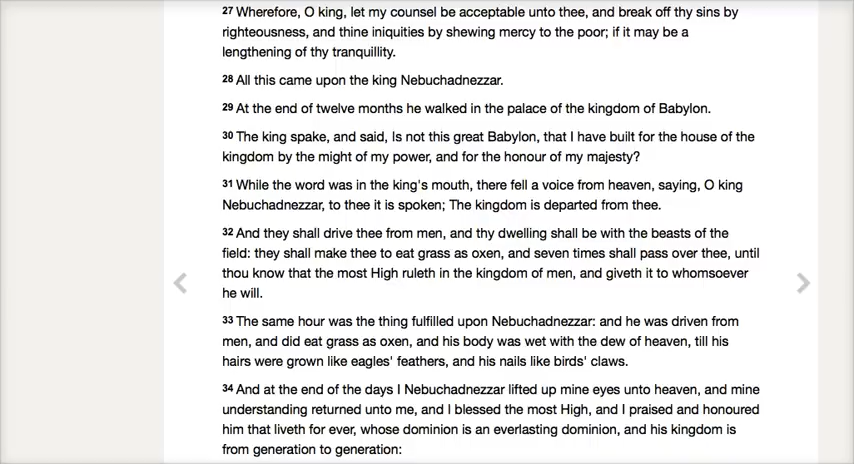 27 Wherefore, O king, let my counsel be acceptable unto thee, and break off thy sins by
righteousness, and thine iniquities by shewing mercy to the poor; if it may be a
lengthening of thy tranquillity.
28 All this came upon the king Nebuchadnezzar.
29 At the end of twelve months he walked in the palace of the kingdom of Babylon.
30 The king spake, and said, Is not this great Babylon, that I have built for the house of the
kingdom by the might of my power, and for the honour of my majesty?
31 While the word was in the king's mouth, there fell a voice from heaven, saying, O king
Nebuchadnezzar, to thee it is spoken; The kingdom is departed from thee.
32 And they shall drive thee from men, and thy dwelling shall be with the beasts of the
field: they shall make thee to eat grass as oxen, and seven times shall pass over thee, until
thou know that the most High ruleth in the kingdom of men, and giveth it to whomsoever
he will.
33 The same hour was the thing fulfilled upon Nebuchadnezzar: and he was driven from
men, and did eat grass as oxen, and his body was wet with the dew of heaven, till his
hairs were grown like eagles' feathers, and his nails like birds' claws.
34 And at the end of the days I Nebuchadnezzar lifted up mine eyes unto heaven, and mine
understanding returned unto me, and I blessed the most High, and I praised and honoured
him that liveth for ever, whose dominion is an everlasting dominion, and his kingdom is
from generation to generation: